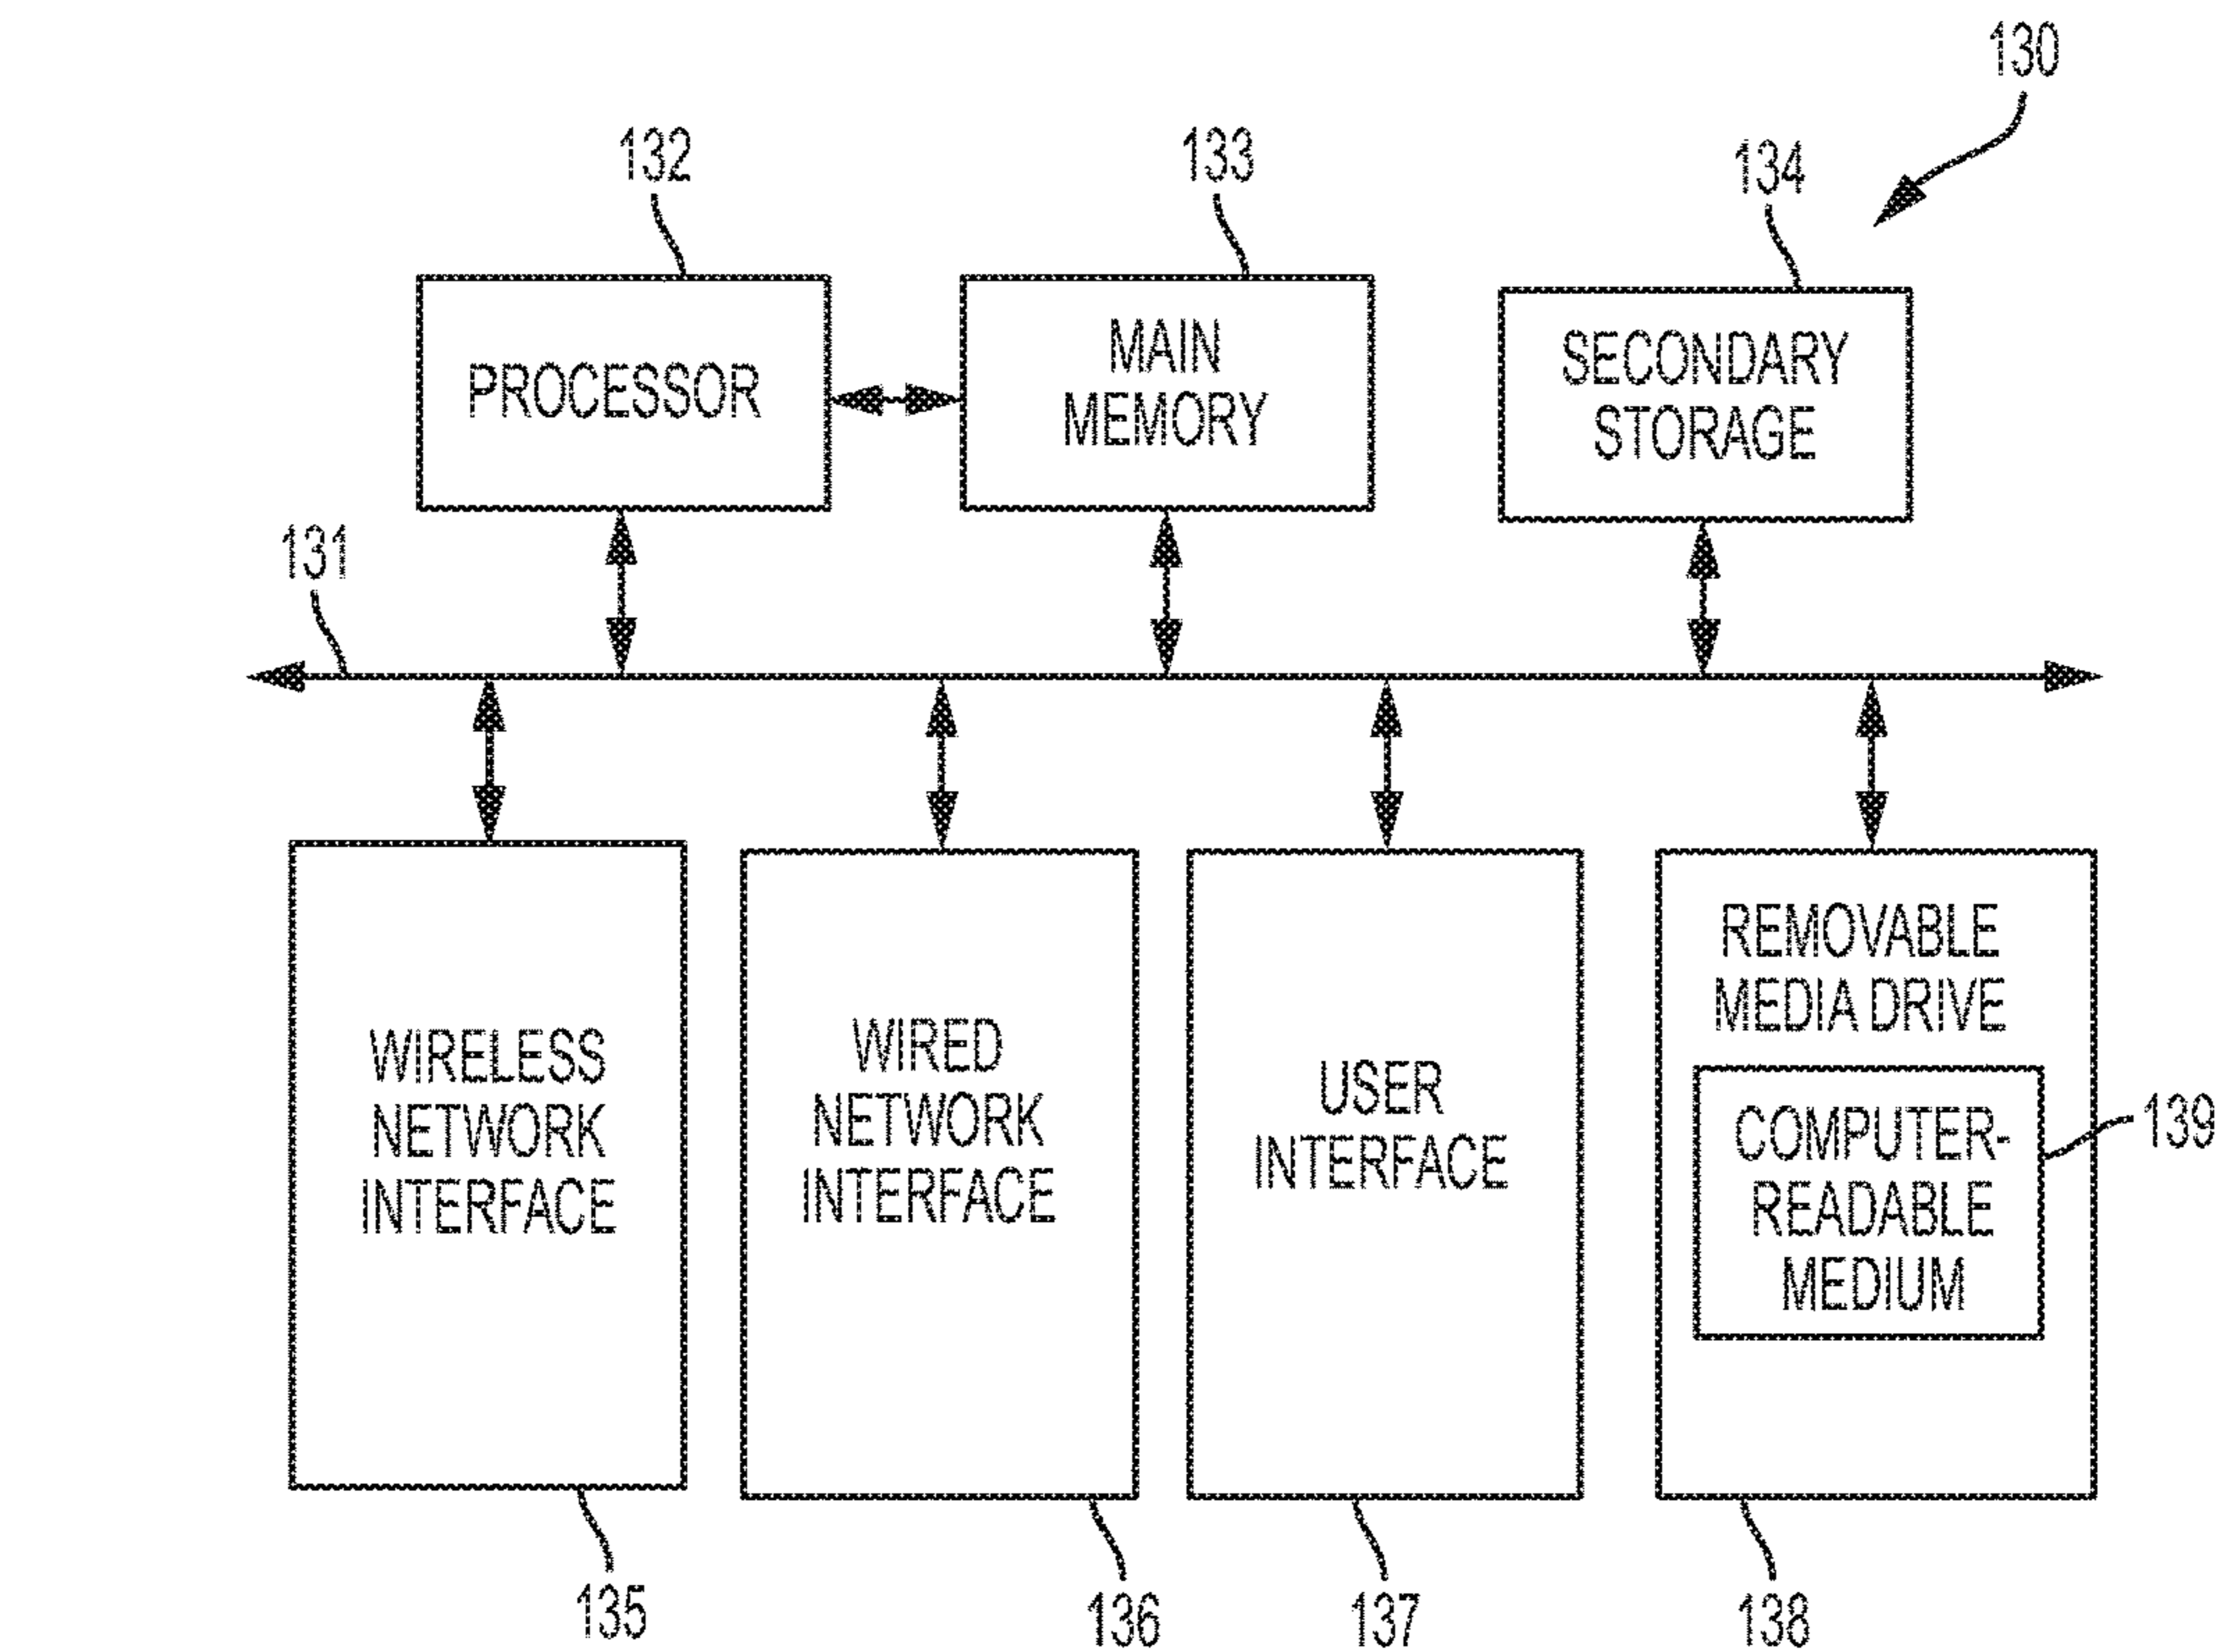 130
132
133
134
PROCESSOR
MAIN
MEMORY
SECONDARY
STORAGE
131
WIRELESS
NETWORK
INTERFACE
WIRED
NETWORK
INTERFACE
USER
INTERFACE
REMOVABLE
MEDIA DRIVE
COMPUTER-
READABLE
MEDIUM
139
135
136
137
138